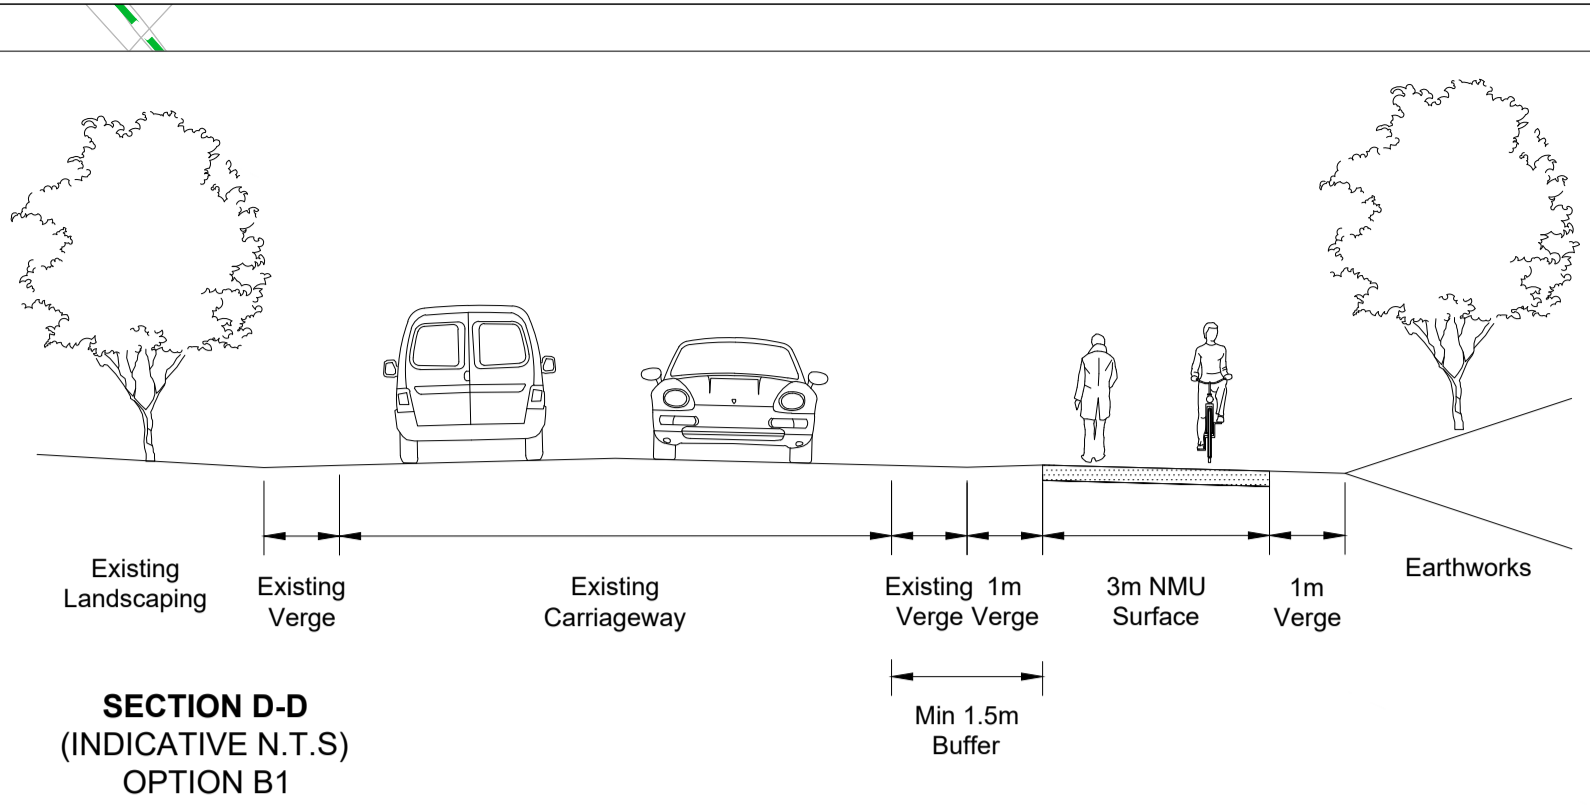 Existing
Landscaping
Existing
Verge
Existing
Carriageway
Existing
Verge
1m
Verge
3m NMU
Surface
1m
Verge
Earthworks
Min 1.5m
Buffer
SECTION D-D
(INDICATIVE N.T.S)
OPTION B1